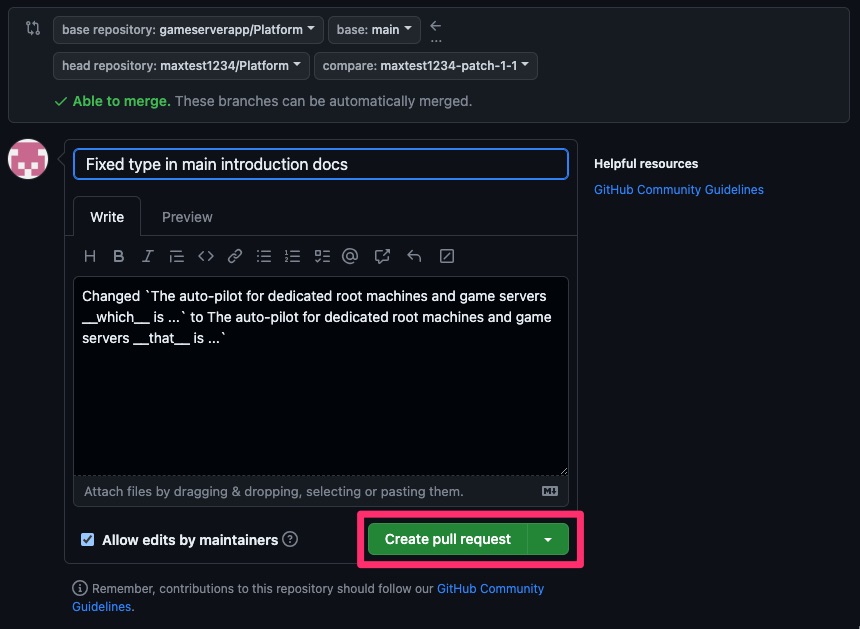 base repository: gameserverapp/Platform base: main
...
head repository: maxtest1234/Platform compare: maxtest1234-patch-1-1
Able to merge. These branches can be automatically merged.
Fixed type in main introduction docs
Helpful resources
GitHub Community Guidelines
Write Preview
Changed `The auto-pilot for dedicated root machines and game servers
__which__ is ...` to The auto-pilot for dedicated root machines and game
servers __that__ is ...`
Attach files by dragging & dropping, selecting or pasting them.
Allow edits by maintainers
Create pull request
Remember, contributions to this repository should follow our GitHub Community
Guidelines.